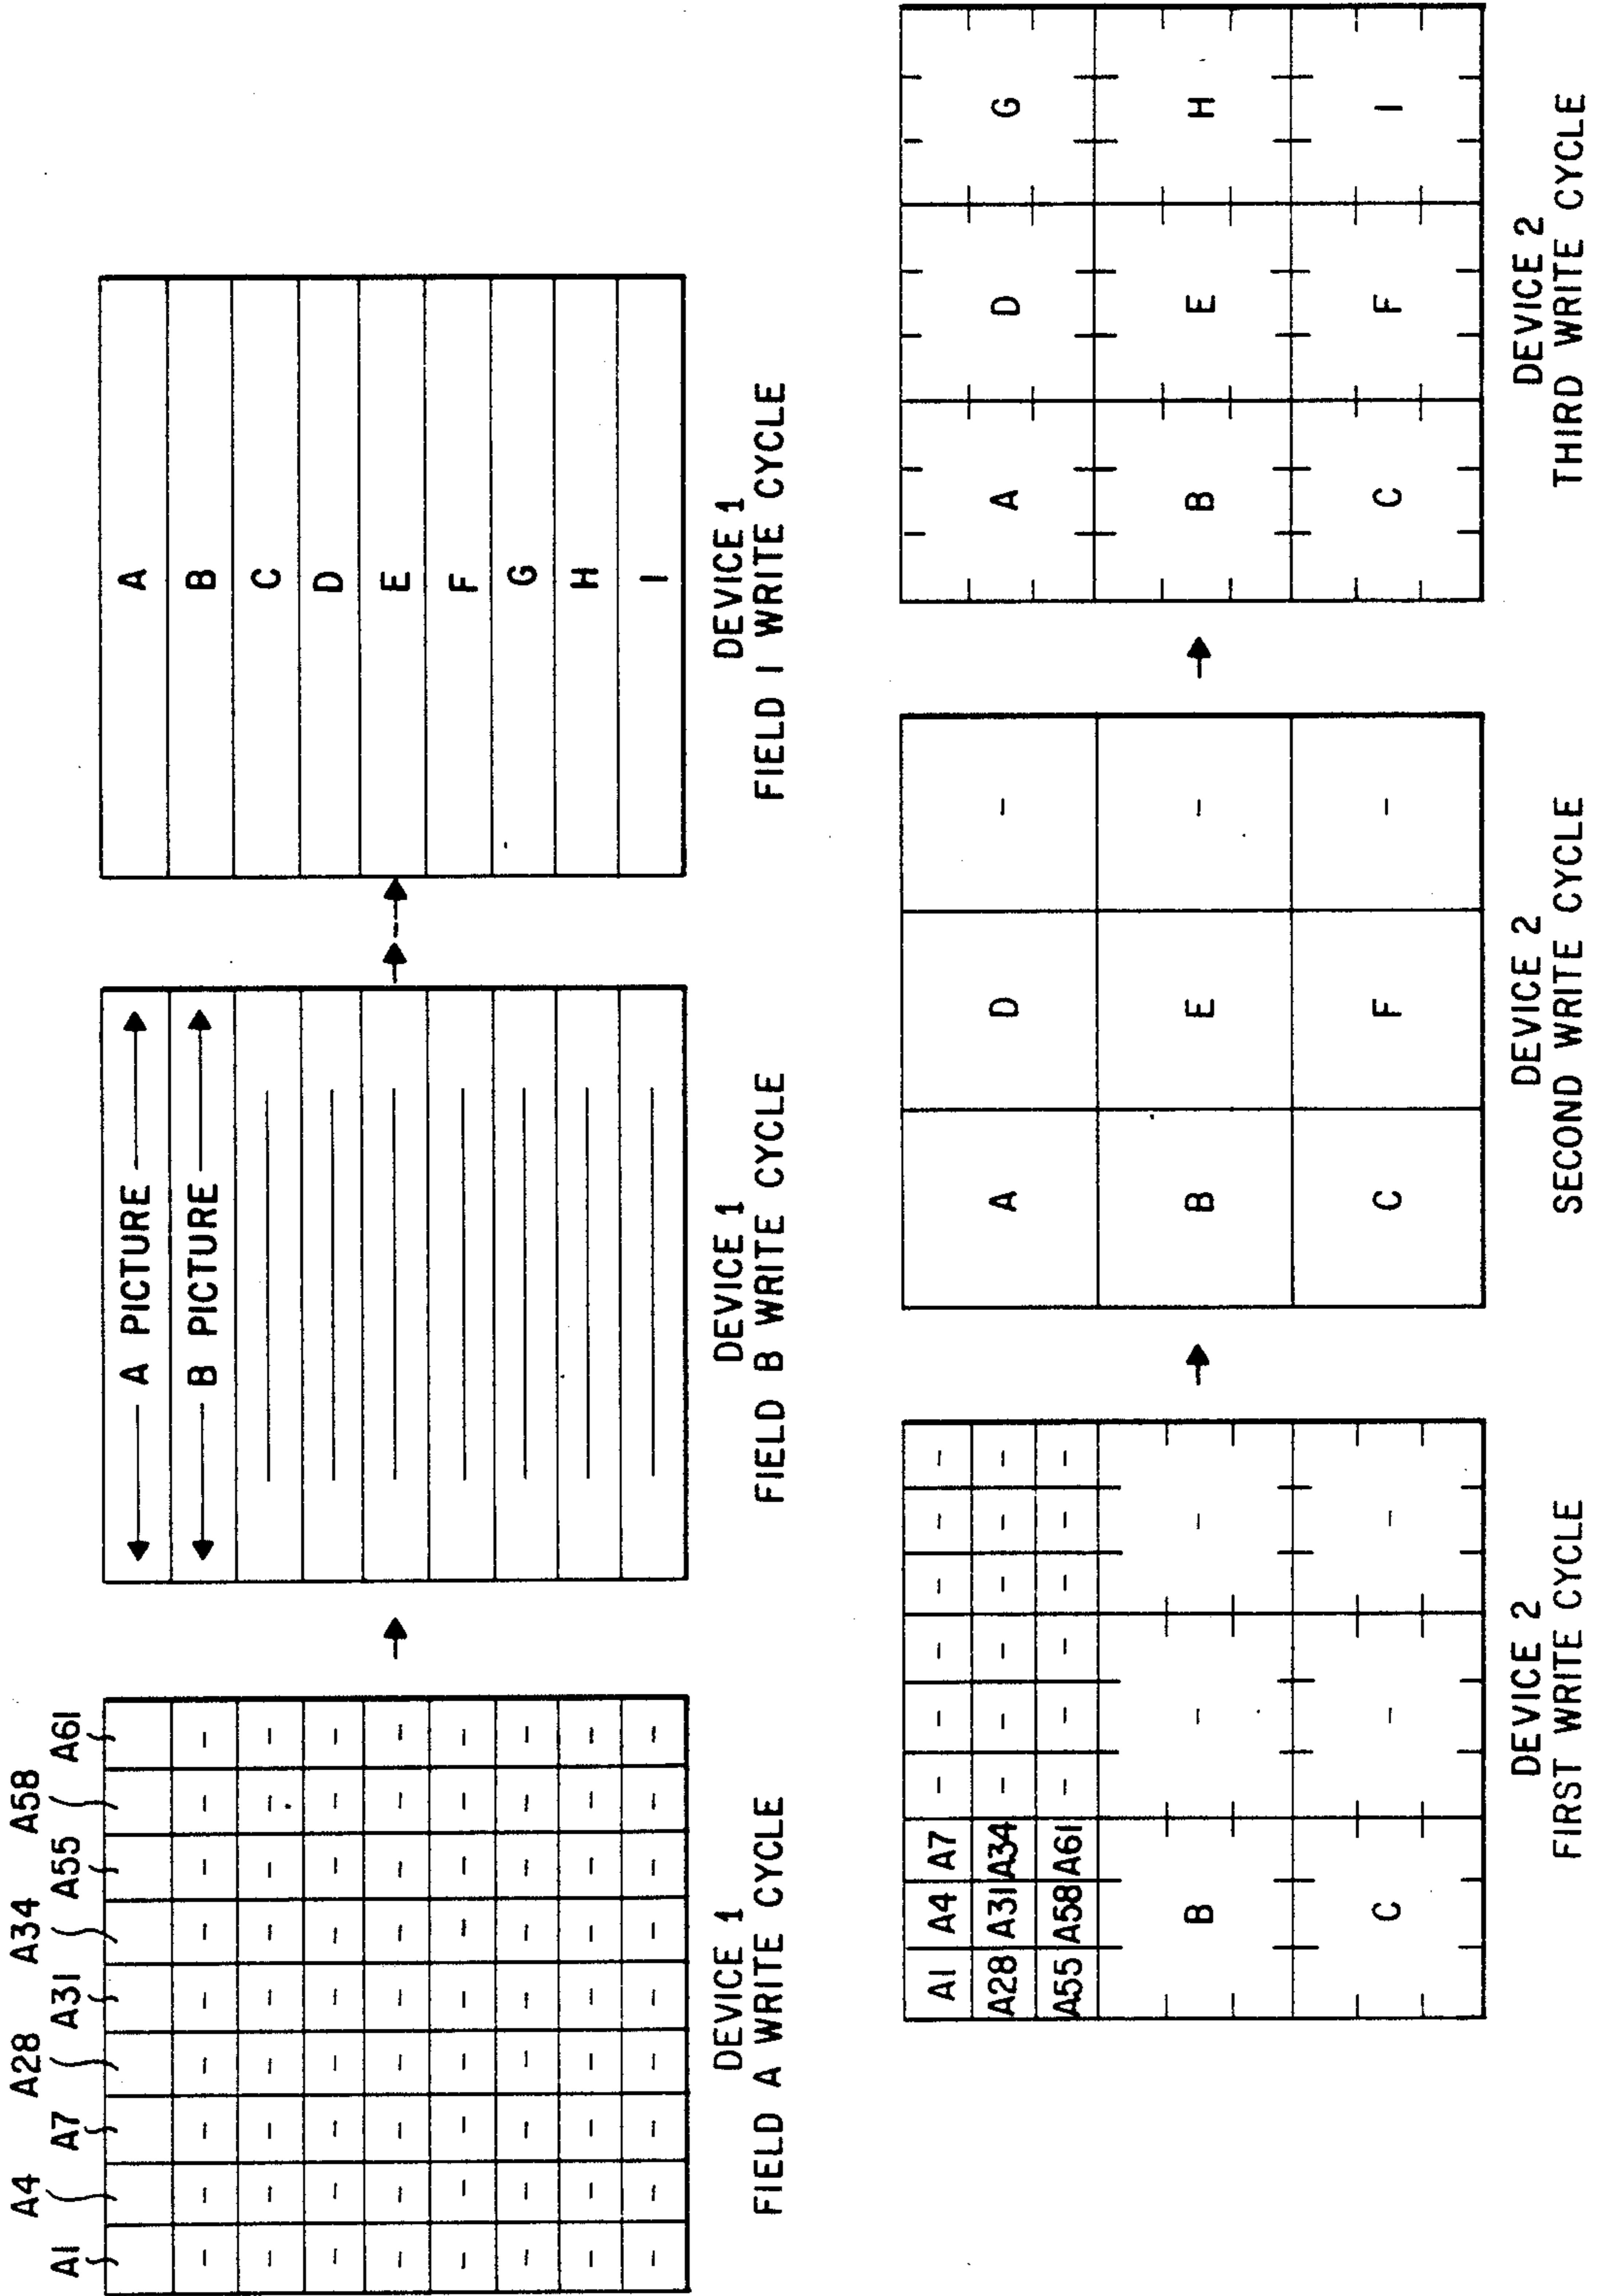 A4 A28 A34 A58
A1 A7 A31 A55 A61
DEVICE 1
FIELD A WRITE CYCLE
A PICTURE
B PICTURE
DEVICE 1
FIELD B WRITE CYCLE
A
B
C
D
E
F
G
H
I
DEVICE 1
FIELD I WRITE CYCLE
A1 A4 A7
A28 A31 A34
A55 A58 A61
B
C
DEVICE 2
FIRST WRITE CYCLE
A D
B E
C F
DEVICE 2
SECOND WRITE CYCLE
A D G
B E H
C F I
DEVICE 2
THIRD WRITE CYCLE